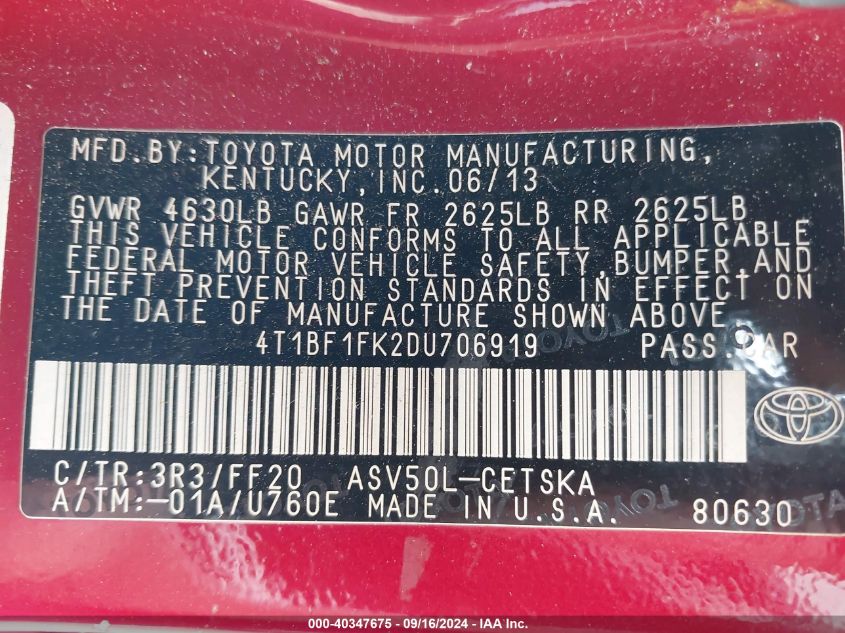 MFD.BY:TOYOTA MOTOR MANUFACTURING,
KENTUCKY,INC.06/13
GVWR 4630LB GAWR FR 2625LB RR 2625LB
THIS VEHICLE CONFORMS TO ALL APPLICABLE
FEDERAL MOTOR VEHICLE SAFETY,BUMPER,AND
THEFT PREVENTION STANDARDS IN EFFECT ON
THE DATE OF MANUFACTURE SHOWN ABOVE.
4T1BF1FK2DU706919 PASS.CAR
C/TR:3R3/FF20 ASV50L-CETSKA
A/TM:-01A/U760E MADE IN U.S.A. 80630
TOYOTA
000-40347675 - 09/16/2024 - IAA Inc.